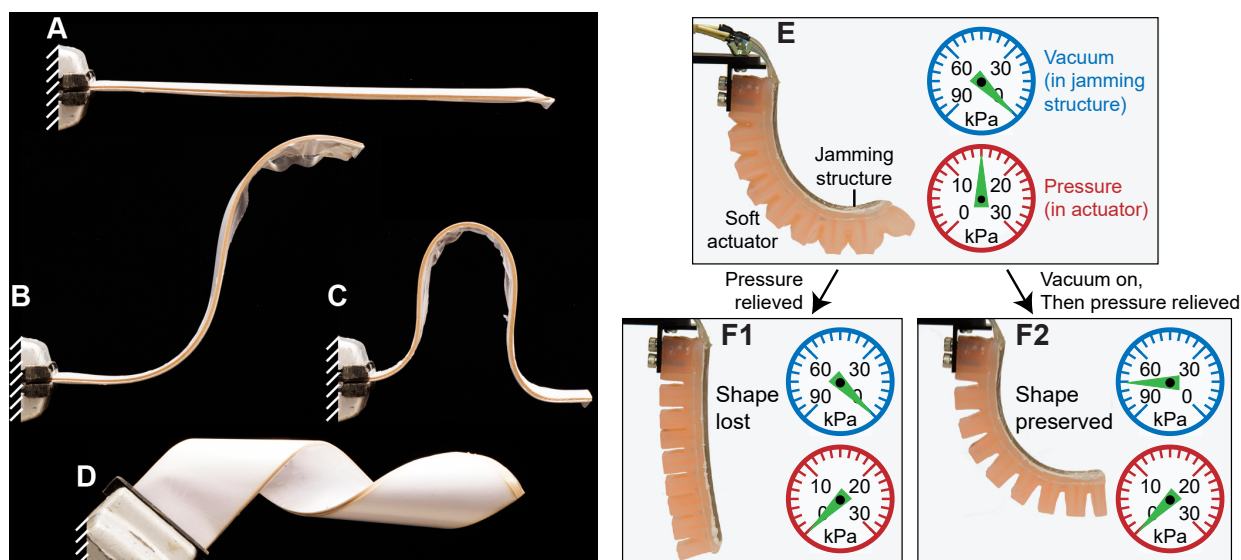 A
B
C
D
E
60 30
90 0
kPa
Vacuum
(in jamming
structure)
Jamming
structure
Soft
actuator
10 20
0 30
kPa
Pressure
(in actuator)
Pressure
relieved
Vacuum on,
Then pressure relieved
F1
Shape
lost
60 30
90 0
kPa
10 20
0 30
kPa
F2
Shape
preserved
60 30
90 0
kPa
10 20
0 30
kPa